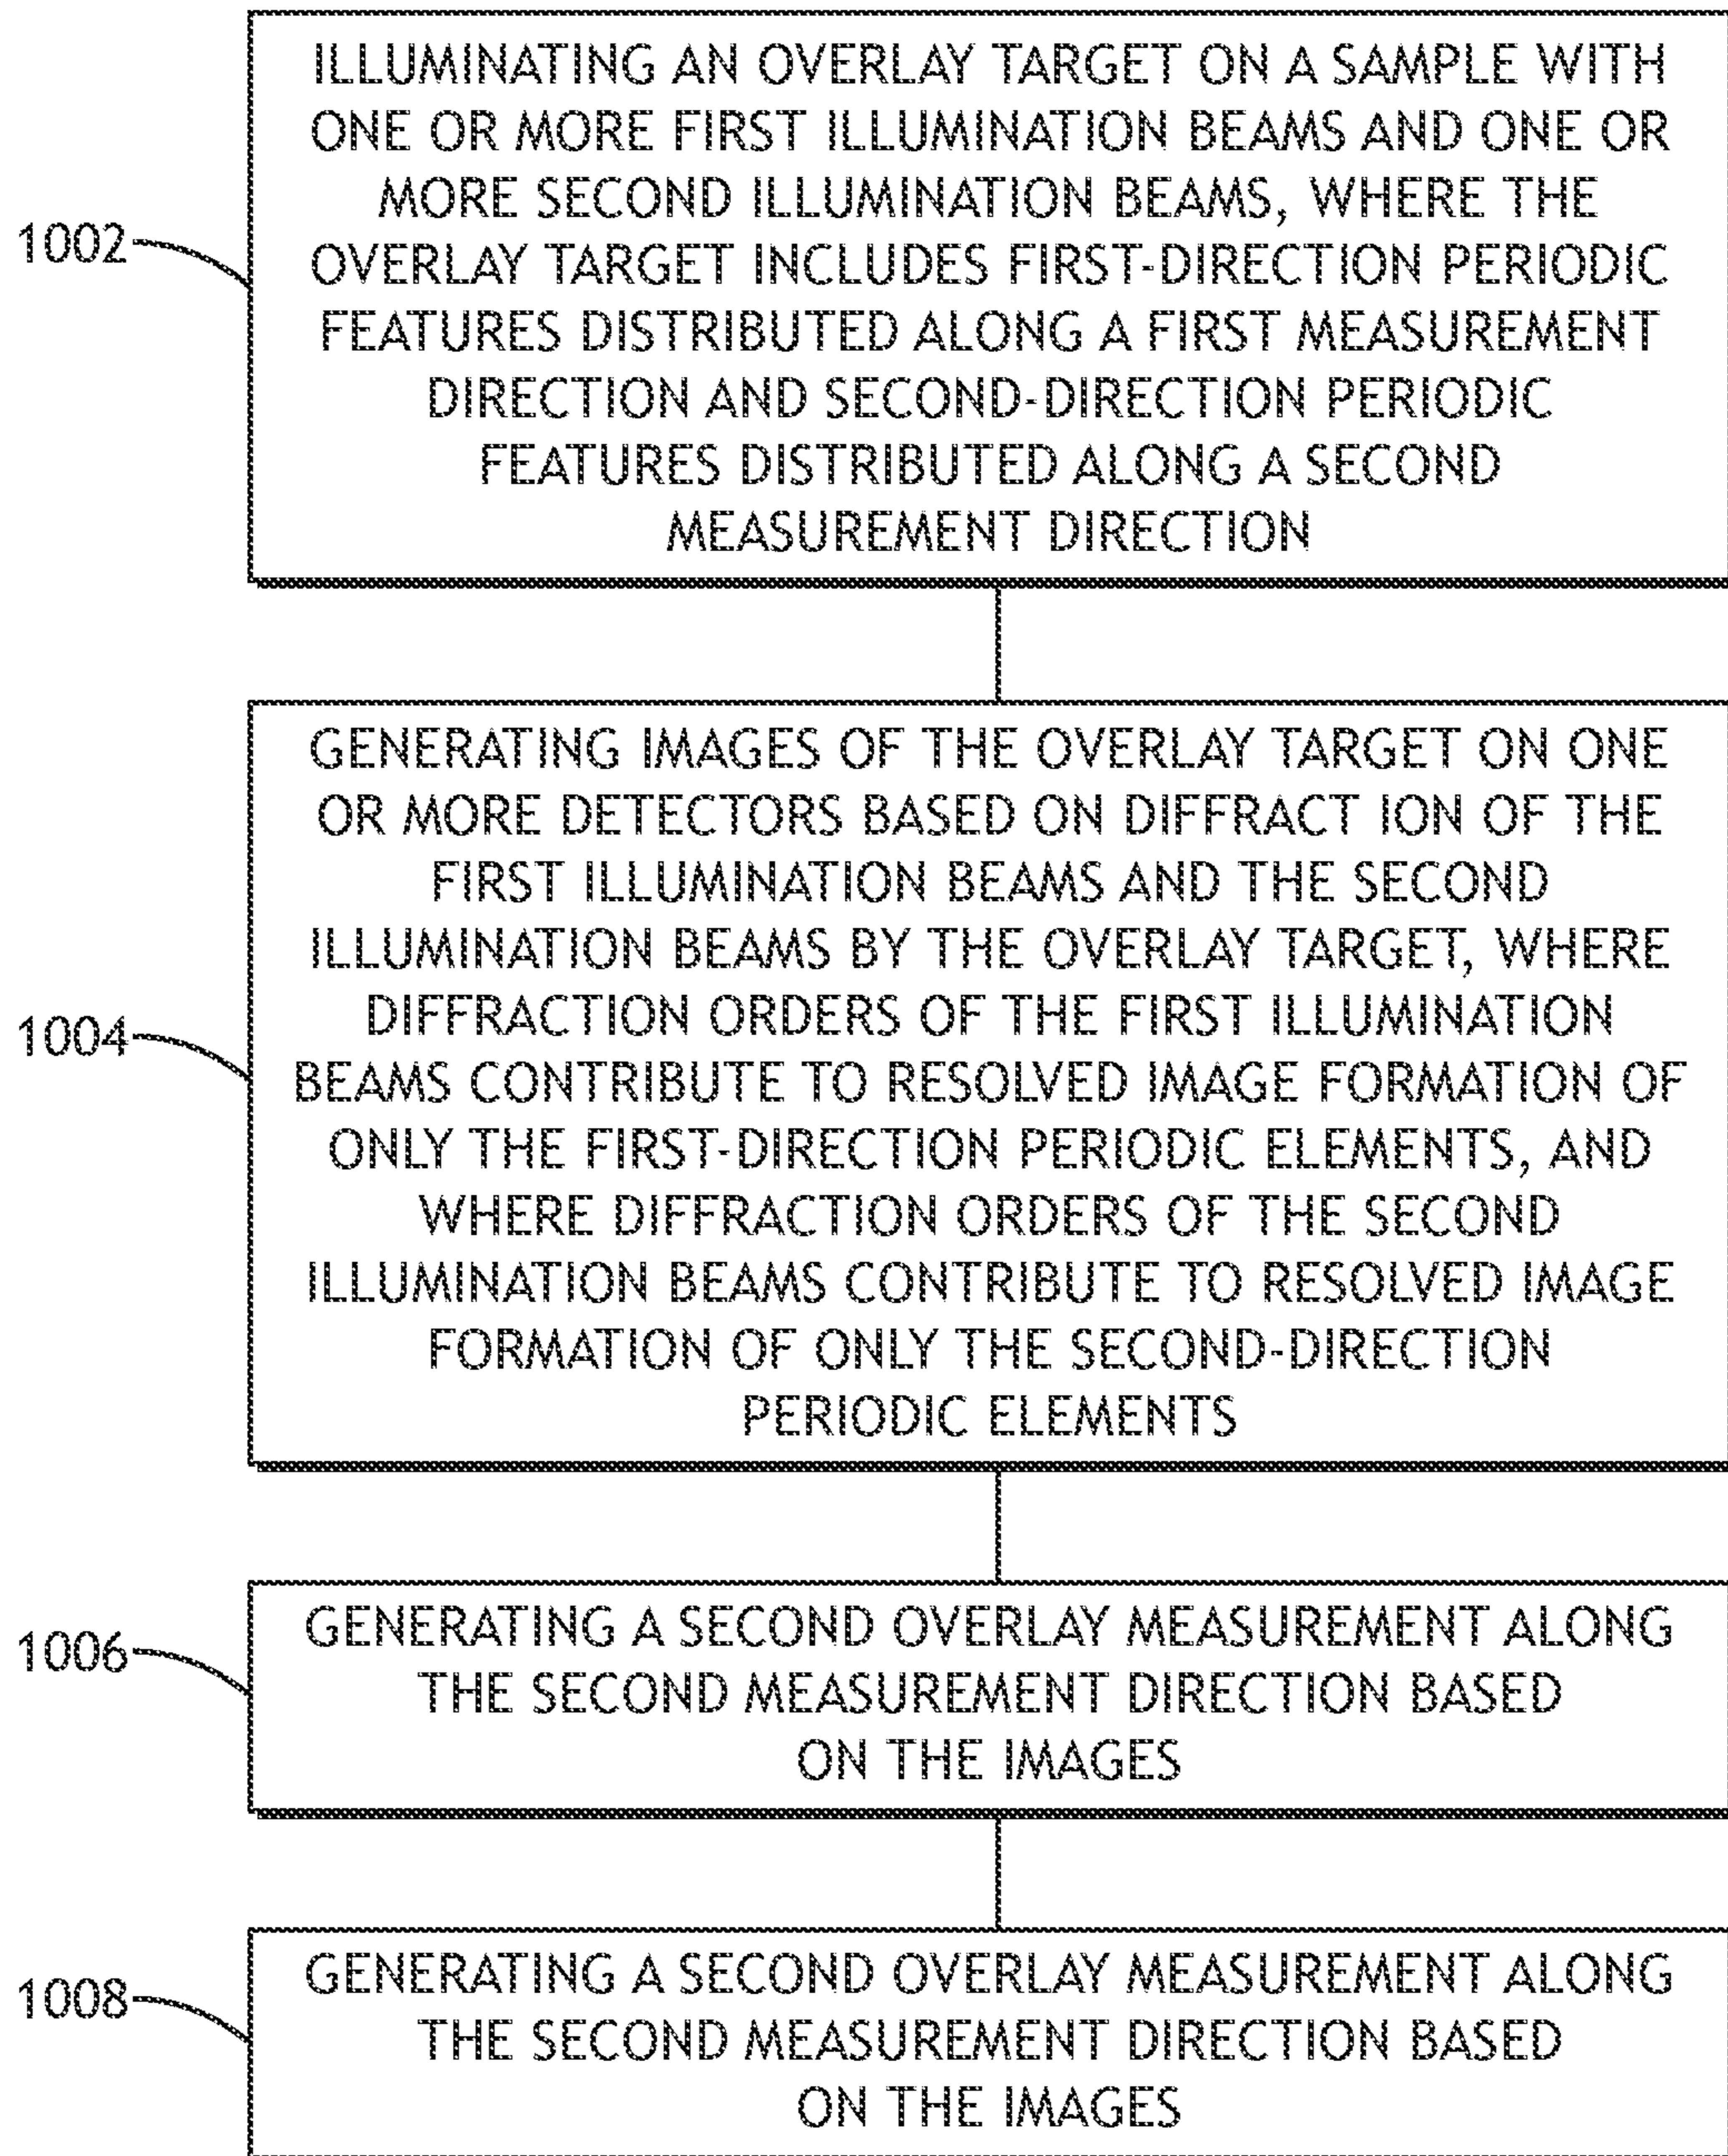 ILLUMINATING AN OVERLAY TARGET ON A SAMPLE WITH
ONE OR MORE FIRST ILLUMINATION BEAMS AND ONE OR
MORE SECOND ILLUMINATION BEAMS, WHERE THE
1002
OVERLAY TARGET INCLUDES FIRST-DIRECTION PERIODIC
FEATURES DISTRIBUTED ALONG A FIRST MEASUREMENT
DIRECTION AND SECOND-DIRECTION PERIODIC
FEATURES DISTRIBUTED ALONG A SECOND
MEASUREMENT DIRECTION
GENERATING IMAGES OF THE OVERLAY TARGET ON ONE
OR MORE DETECTORS BASED ON DIFFRACT ION OF THE
FIRST ILLUMINATION BEAMS AND THE SECOND
ILLUMINATION BEAMS BY THE OVERLAY TARGET, WHERE
DIFFRACTION ORDERS OF THE FIRST ILLUMINATION
1004
BEAMS CONTRIBUTE TO RESOLVED IMAGE FORMATION OF
ONLY THE FIRST-DIRECTION PERIODIC ELEMENTS, AND
WHERE DIFFRACTION ORDERS OF THE SECOND
ILLUMINATION BEAMS CONTRIBUTE TO RESOLVED IMAGE
FORMATION OF ONLY THE SECOND-DIRECTION
PERIODIC ELEMENTS
GENERATING A SECOND OVERLAY MEASUREMENT ALONG
1006
THE SECOND MEASUREMENT DIRECTION BASED
ON THE IMAGES
GENERATING A SECOND OVERLAY MEASUREMENT ALONG
1008
THE SECOND MEASUREMENT DIRECTION BASED
ON THE IMAGES